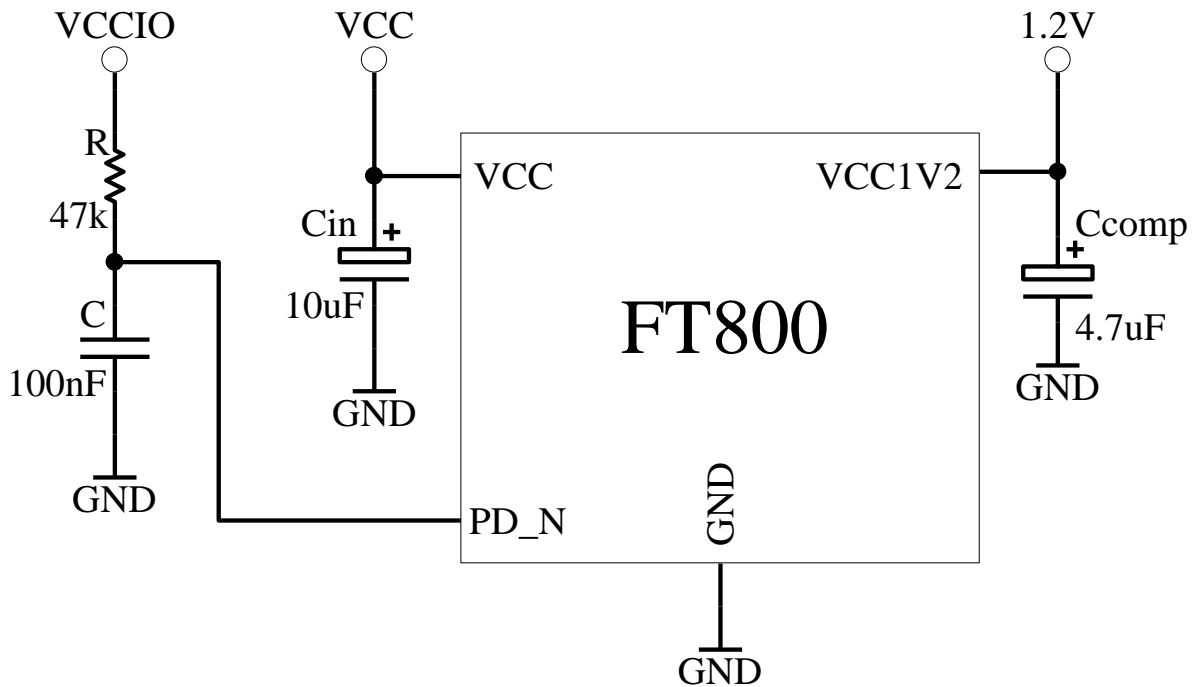 VCCIO
VCC
1.2V
R
47k
VCC
VCC1V2
Cin
+
10uF
Ccomp
+
4.7uF
C
100nF
FT800
GND
GND
GND
PD_N
GND
GND